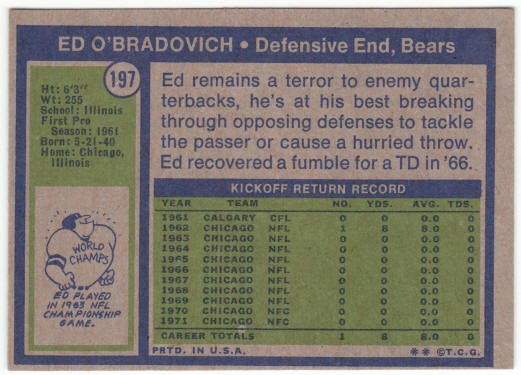 ED O'BRADOVICH • Defensive End, Bears
197
Ht: 6'3"
Wt: 255
School: Illinois
First Pro
Season: 1961
Born: 5-21-40
Home: Chicago,
Illinois
Ed remains a terror to enemy quar-
terbacks, he's at his best breaking
through opposing defenses to tackle
the passer or cause a hurried throw.
Ed recovered a fumble for a TD in '66.
WORLD
CHAMPS
ED PLAYED
IN 1963 NFL
CHAMPIONSHIP
GAME.
KICKOFF RETURN RECORD
YEAR TEAM NO. YDS. AVG. TDS.
1961 CALGARY CFL 0 0 0.0 0
1962 CHICAGO NFL 1 8 8.0 0
1963 CHICAGO NFL 0 0 0.0 0
1964 CHICAGO NFL 0 0 0.0 0
1965 CHICAGO NFL 0 0 0.0 0
1966 CHICAGO NFL 0 0 0.0 0
1967 CHICAGO NFL 0 0 0.0 0
1968 CHICAGO NFL 0 0 0.0 0
1969 CHICAGO NFL 0 0 0.0 0
1970 CHICAGO NFC 0 0 0.0 0
1971 CHICAGO NFC 0 0 0.0 0
CAREER TOTALS 1 8 8.0 0
PRTD. IN U.S.A. ** ©T.C.G.